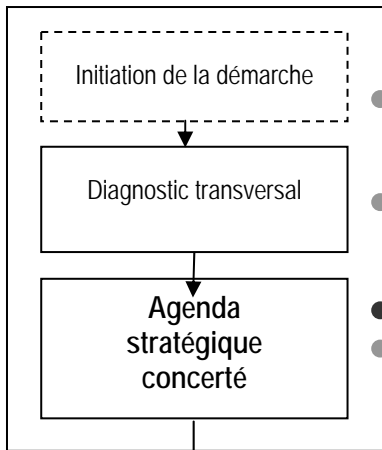 Initiation de la démarche
Diagnostic transversal
Agenda
stratégique
concerté